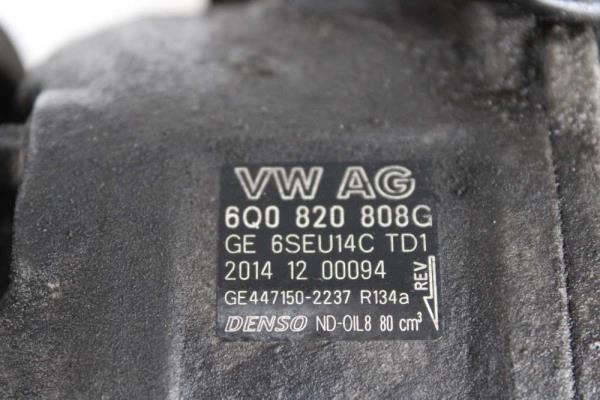 VW AG
6Q0 820 808G
GE 6SEU14C TD1
2014 12 00094
REV
GE447150-2237 R134a
DENSO ND-OIL8 80 cm³